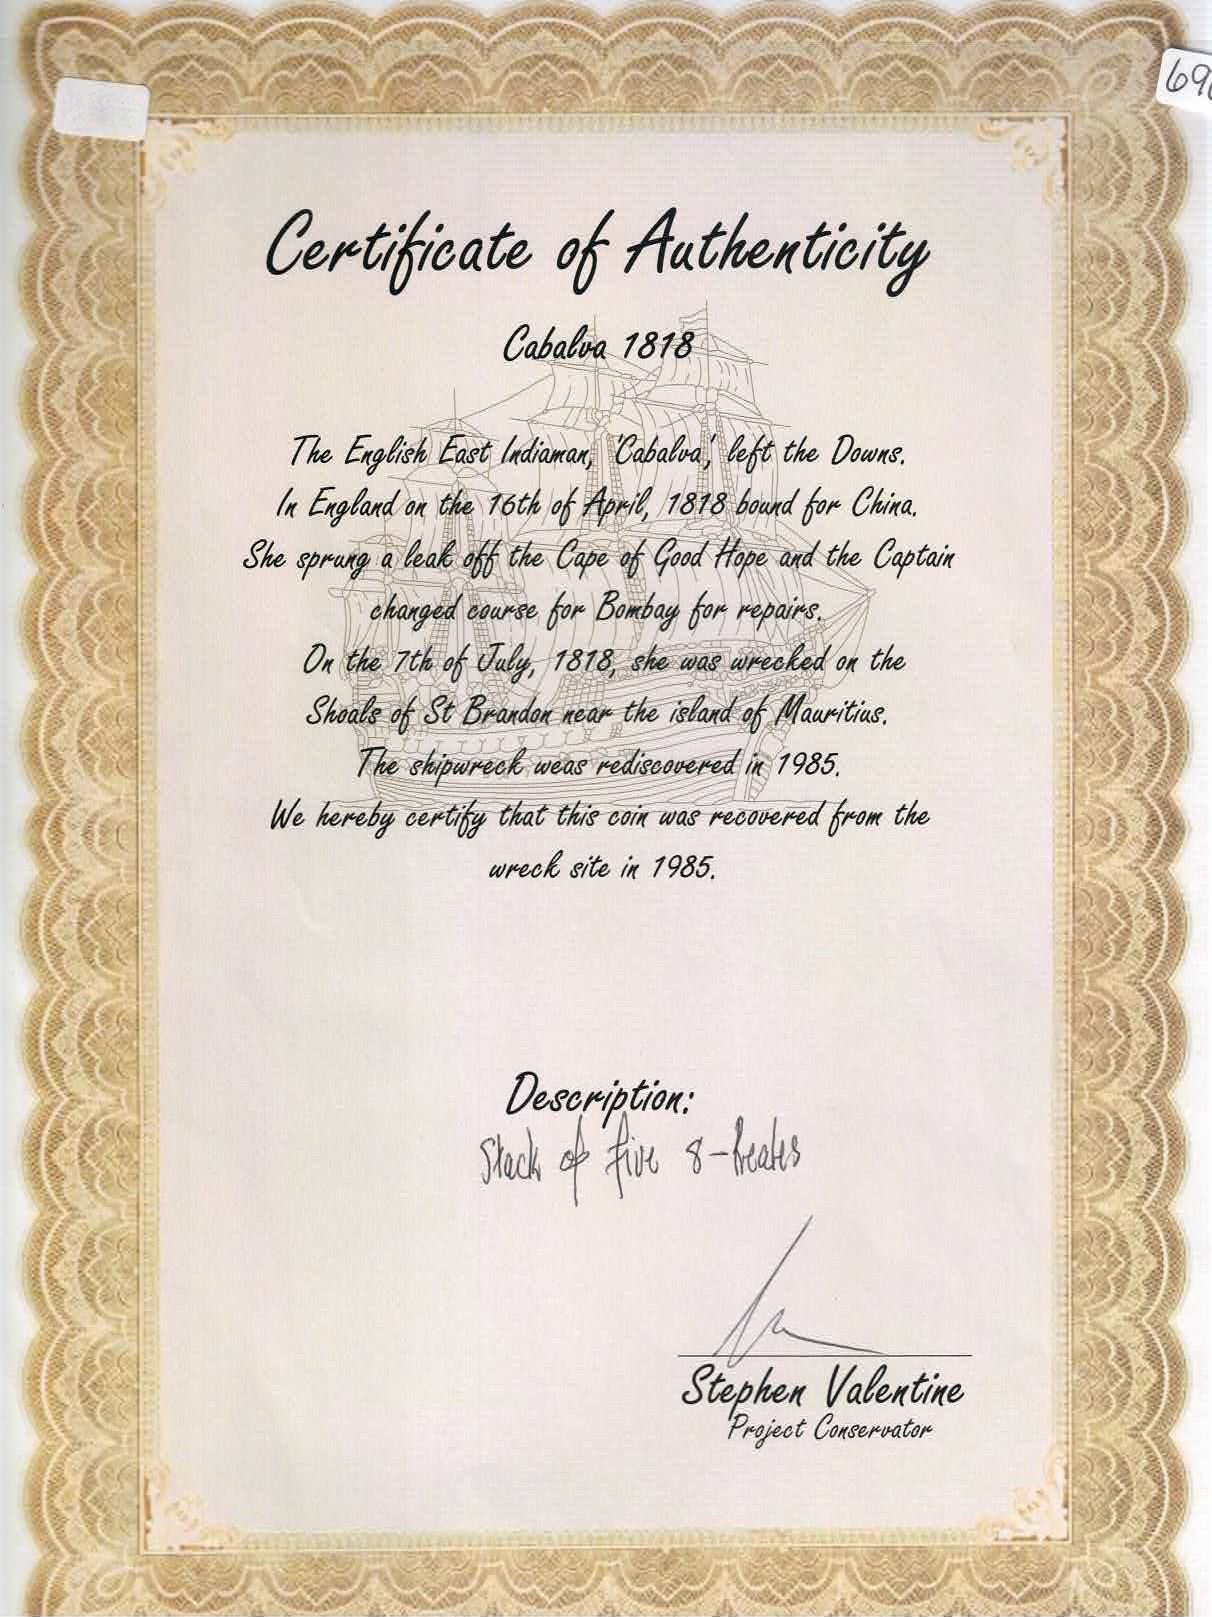 Certificate of Authenticity
Cabalva 1818
The English East Indiaman, 'Cabalva', left the Downs.
In England on the 16th of April, 1818 bound for China.
She sprung a leak off the Cape of Good Hope and the Captain
changed course for Bombay for repairs.
On the 7th of July, 1818, she was wrecked on the
Shoals of St Brandon near the island of Mauritius.
The shipwreck weas rediscovered in 1985.
We hereby certify that this coin was recovered from the
wreck site in 1985.
Description:
Stack of five 8-Reales
Stephen Valentine
Project Conservator